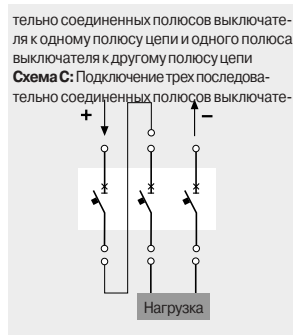 тельно соединенных полюсов выключате-
ля к одному полюсу цепи и одного полюса
выключателя к другому полюсу цепи
Схема C: Подключение трех последова-
тельно соединенных полюсов выключате-
+ –
Нагрузка